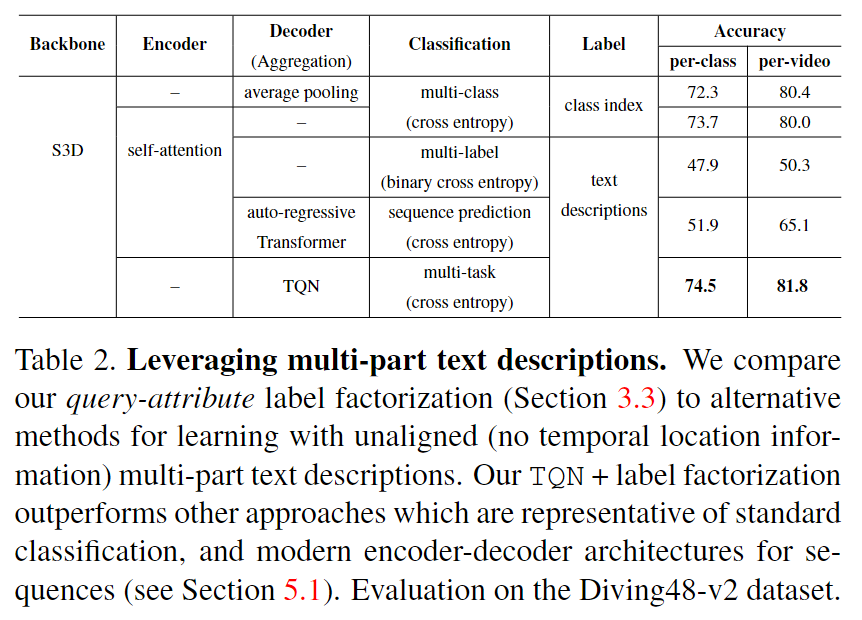 Backbone Encoder Decoder (Aggregation) Classification Label Accuracy
per-class per-video
– average pooling multi-class 72.3 80.4
class index
– (cross entropy) 73.7 80.0
S3D self-attention – multi-label 47.9 50.3
(binary cross entropy)
text
descriptions
auto-regressive sequence prediction 51.9 65.1
Transformer (cross entropy)
– TQN multi-task 74.5 81.8
(cross entropy)
Table 2. Leveraging multi-part text descriptions. We compare
our query-attribute label factorization (Section 3.3) to alternative
methods for learning with unaligned (no temporal location infor-
mation) multi-part text descriptions. Our TQN + label factorization
outperforms other approaches which are representative of standard
classification, and modern encoder-decoder architectures for se-
quences (see Section 5.1). Evaluation on the Diving48-v2 dataset.